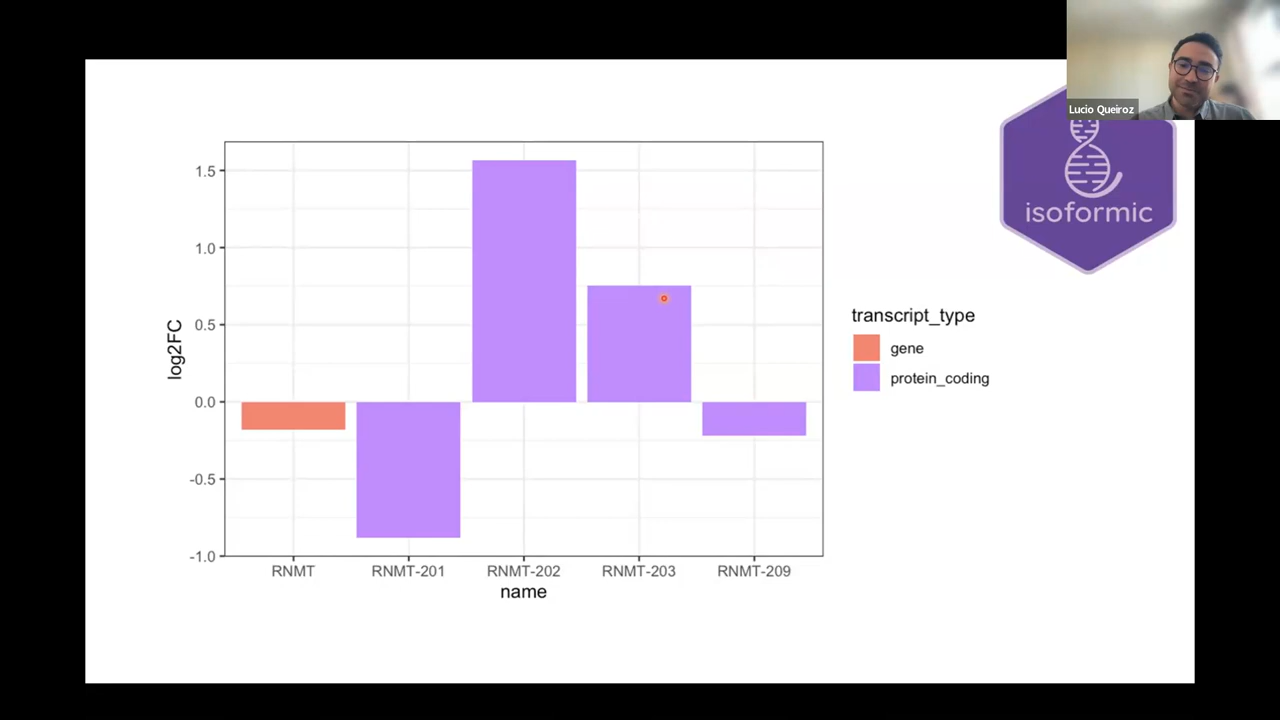 Lucio Queiroz
isoformic
1.5
1.0
0.5
0.0
-0.5
-1.0
log2FC
RNMT
RNMT-201
RNMT-202
RNMT-203
RNMT-209
name
transcript_type
gene
protein_coding